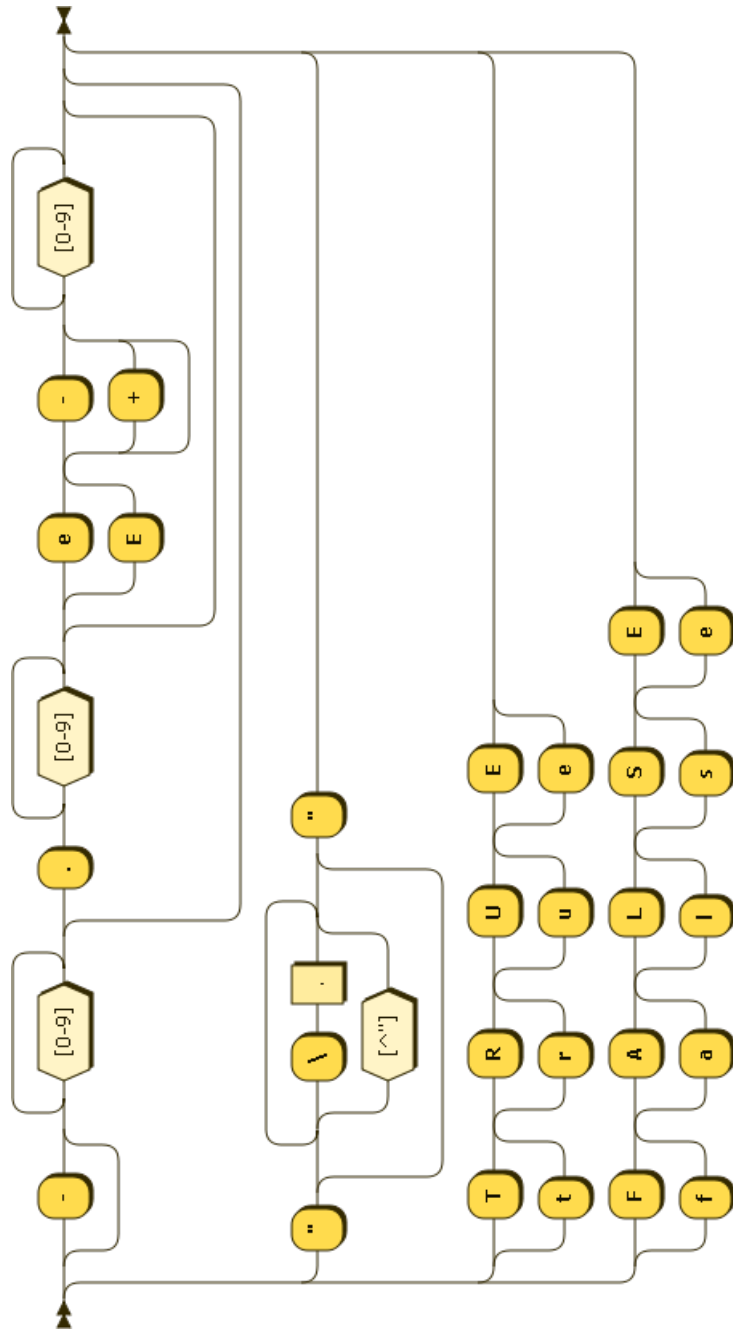 - [0-9] . [0-9] e - [0-9]
E +
" \ . "
[^"]
T R U E
t r u e
F A L S E
f a l s e